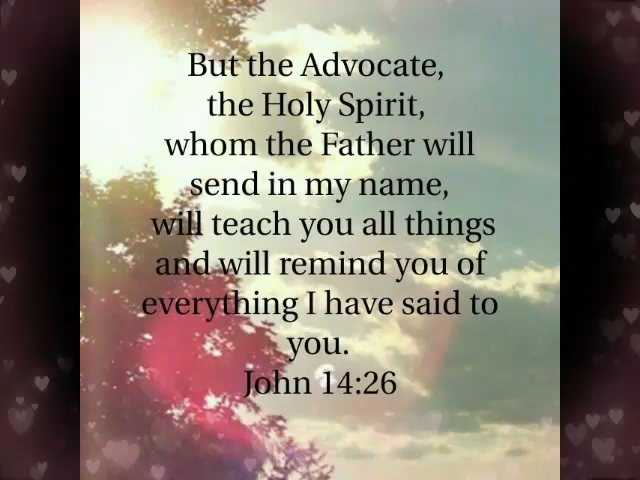 But the Advocate,
the Holy Spirit,
whom the Father will
send in my name,
will teach you all things
and will remind you of
everything I have said to
you.
John 14:26